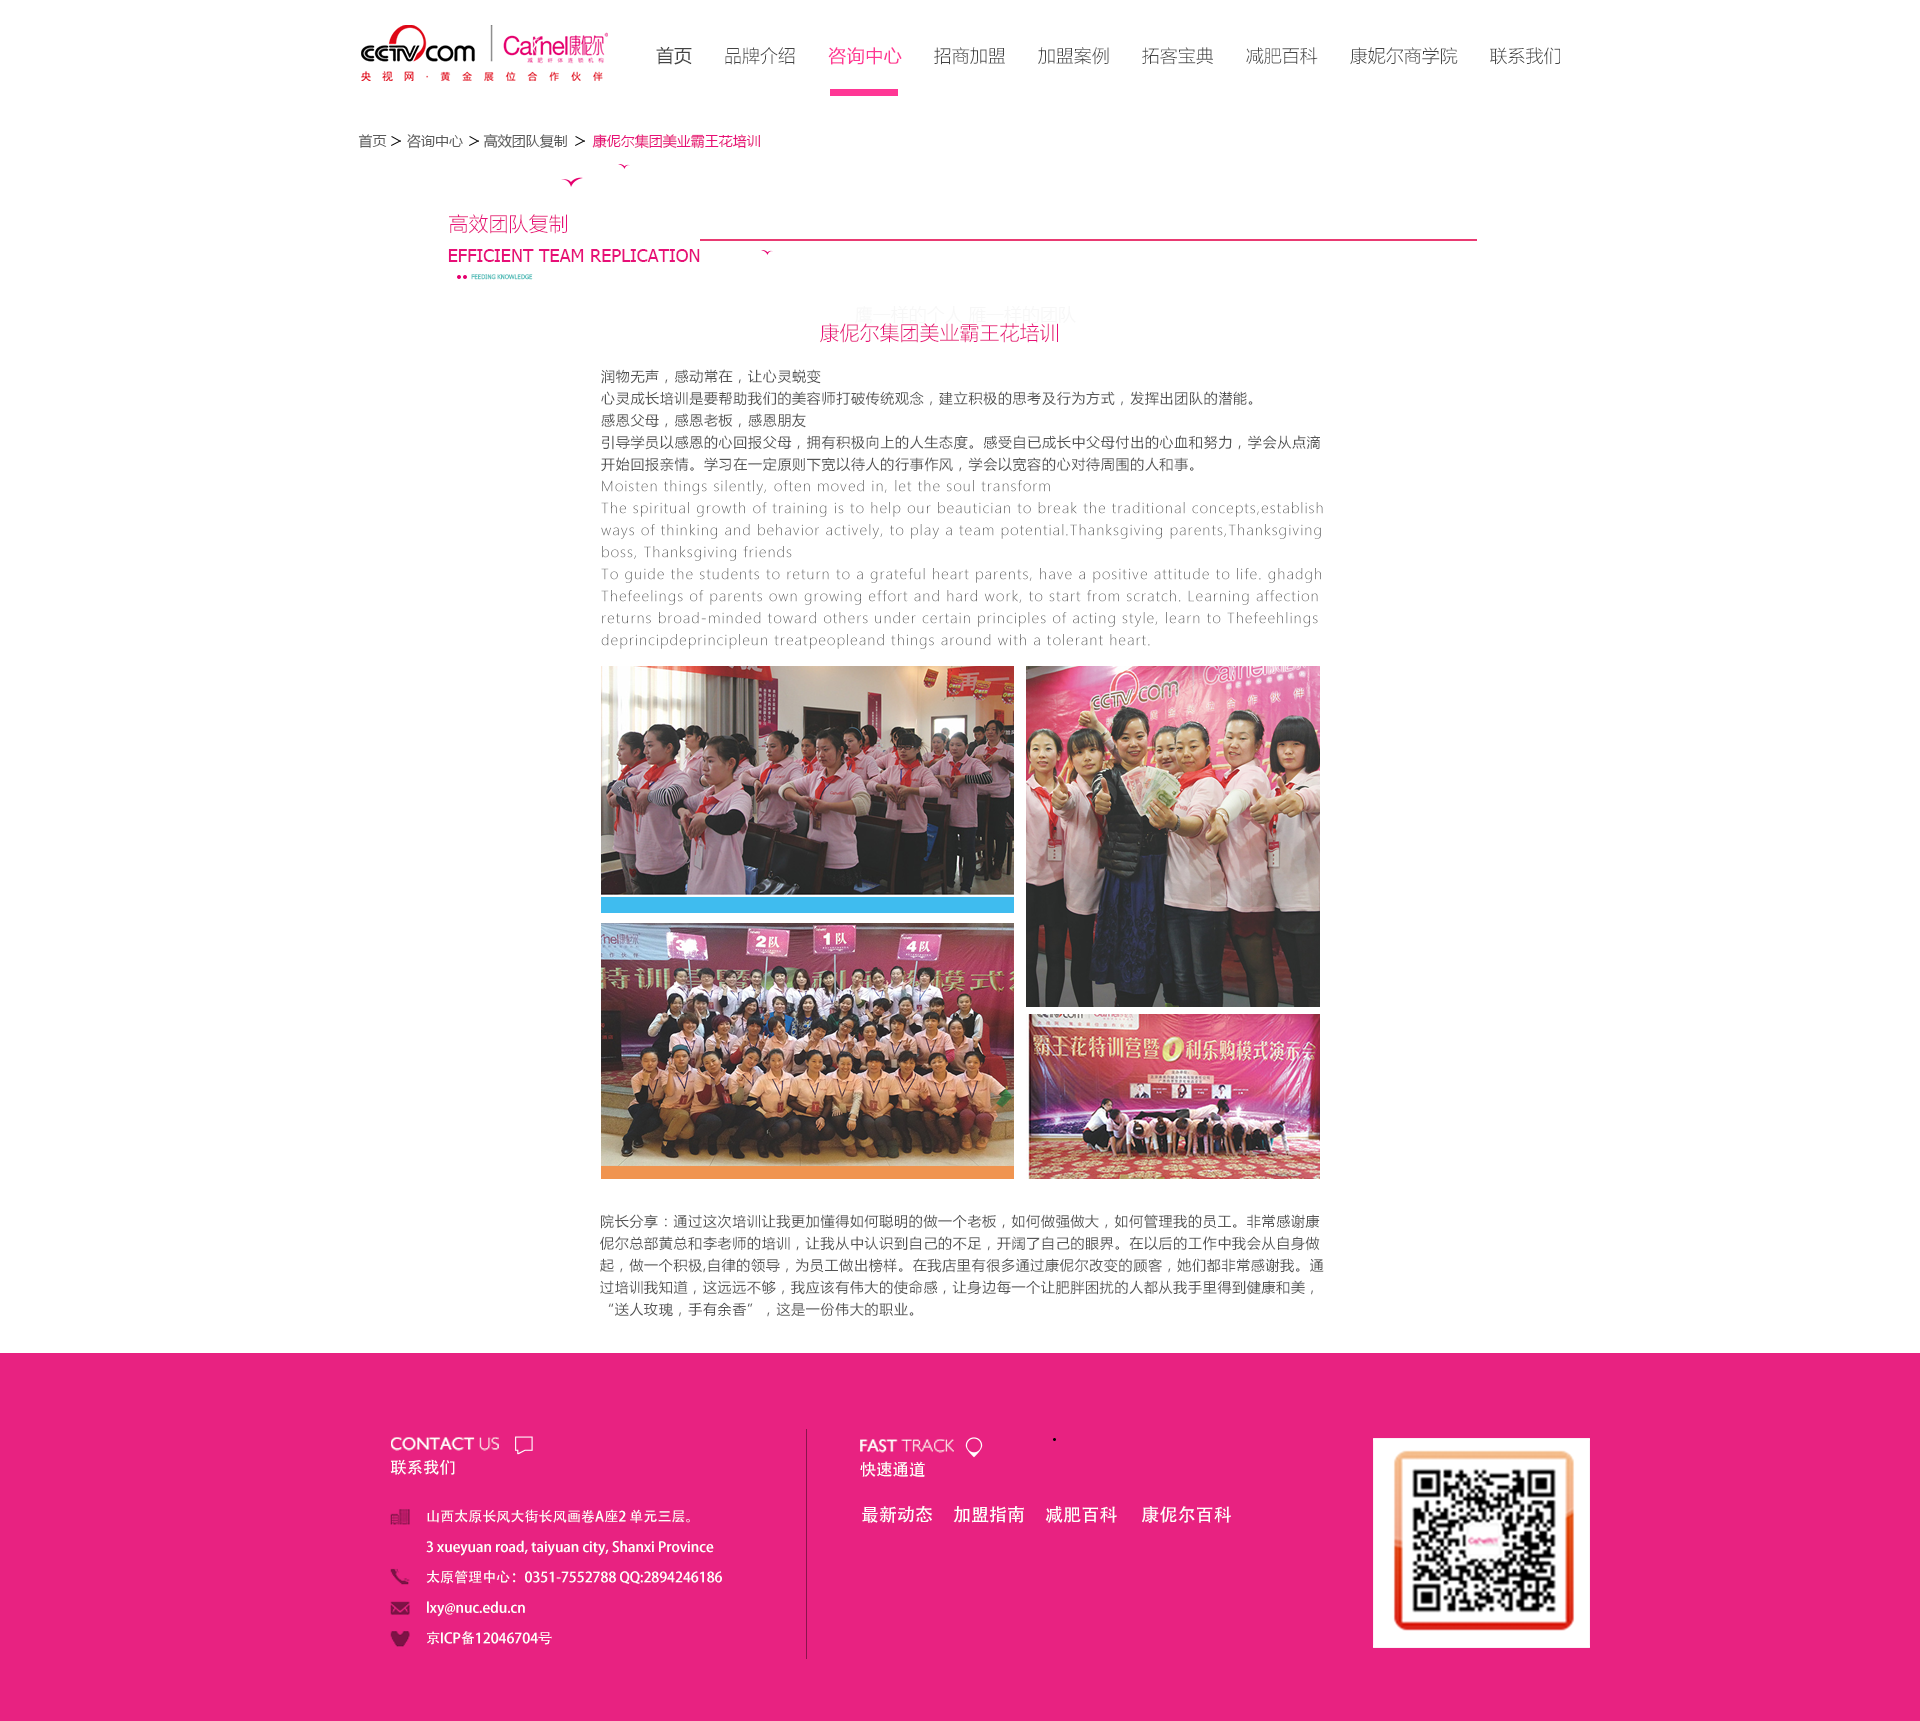 CCTV.com
Cainel康伲尔
减肥纤体连锁机构
央视网·黄金展位合作伙伴
首页 品牌介绍 咨询中心 招商加盟 加盟案例 拓客宝典 减肥百科 康妮尔商学院 联系我们
首页 > 咨询中心 > 高效团队复制 > 康伲尔集团美业霸王花培训
高效团队复制
EFFICIENT TEAM REPLICATION
FEEDING KNOWLEDGE
康伲尔集团美业霸王花培训
润物无声，感动常在，让心灵蜕变
心灵成长培训是要帮助我们的美容师打破传统观念，建立积极的思考及行为方式，发挥出团队的潜能。
感恩父母，感恩老板，感恩朋友
引导学员以感恩的心回报父母，拥有积极向上的人生态度。感受自已成长中父母付出的心血和努力，学会从点滴
开始回报亲情。学习在一定原则下宽以待人的行事作风，学会以宽容的心对待周围的人和事。
Moisten things silently, often moved in, let the soul transform
The spiritual growth of training is to help our beautician to break the traditional concepts,establish
ways of thinking and behavior actively, to play a team potential.Thanksgiving parents,Thanksgiving
boss, Thanksgiving friends
To guide the students to return to a grateful heart parents, have a positive attitude to life. ghadgh
Thefeelings of parents own growing effort and hard work, to start from scratch. Learning affection
returns broad-minded toward others under certain principles of acting style, learn to Thefeehlings
deprincipdeprincipleun treatpeopleand things around with a tolerant heart.
CCTV.com
2队 1队 4队
霸王花特训营暨0利乐购模式演示会
院长分享：通过这次培训让我更加懂得如何聪明的做一个老板，如何做强做大，如何管理我的员工。非常感谢康
伲尔总部黄总和李老师的培训，让我从中认识到自己的不足，开阔了自己的眼界。在以后的工作中我会从自身做
起，做一个积极,自律的领导，为员工做出榜样。在我店里有很多通过康伲尔改变的顾客，她们都非常感谢我。通
过培训我知道，这远远不够，我应该有伟大的使命感，让身边每一个让肥胖困扰的人都从我手里得到健康和美，
“送人玫瑰，手有余香”，这是一份伟大的职业。
CONTACT US
联系我们
山西太原长风大街长风画卷A座2 单元三层。
3 xueyuan road, taiyuan city, Shanxi Province
太原管理中心：0351-7552788 QQ:2894246186
lxy@nuc.edu.cn
京ICP备12046704号
FAST TRACK
快速通道
最新动态 加盟指南 减肥百科 康伲尔百科